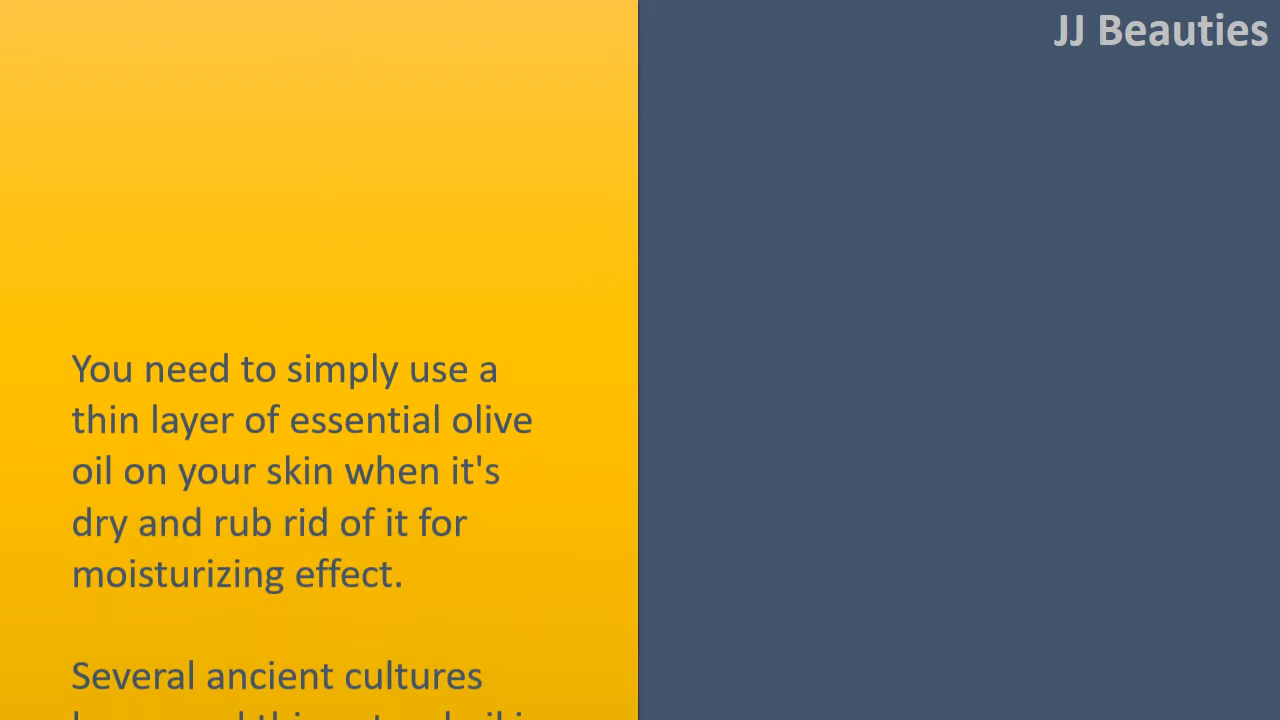 JJ Beauties
You need to simply use a
thin layer of essential olive
oil on your skin when it's
dry and rub rid of it for
moisturizing effect.
Several ancient cultures